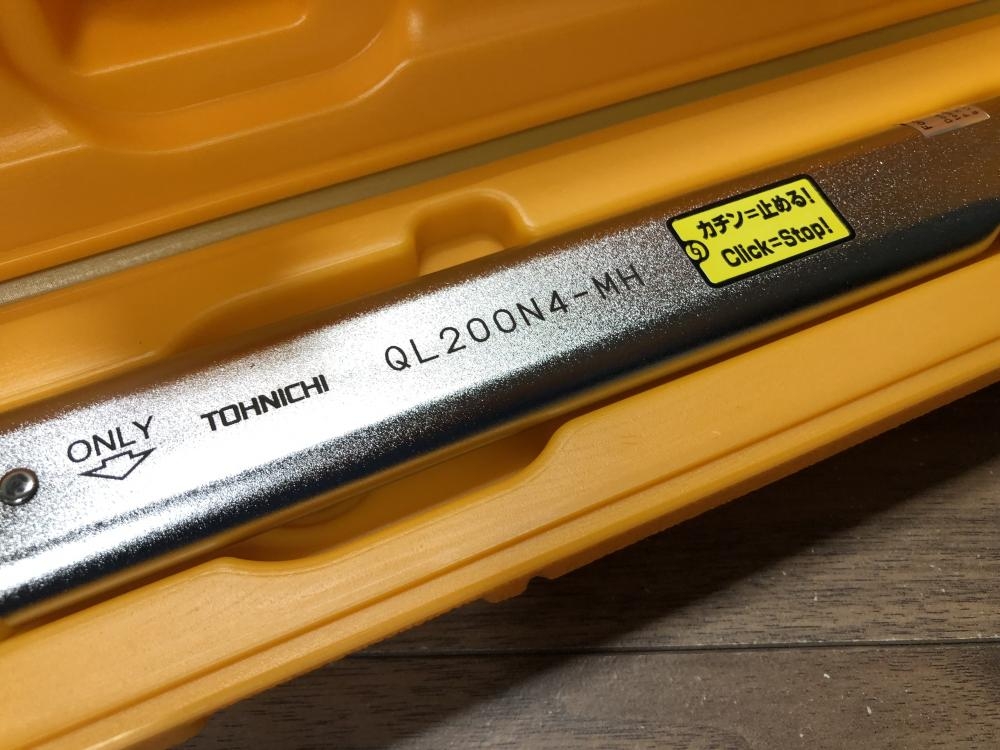 カチン=止める!
Click=Stop!
QL200N4-MH
TOHNICHI
ONLY